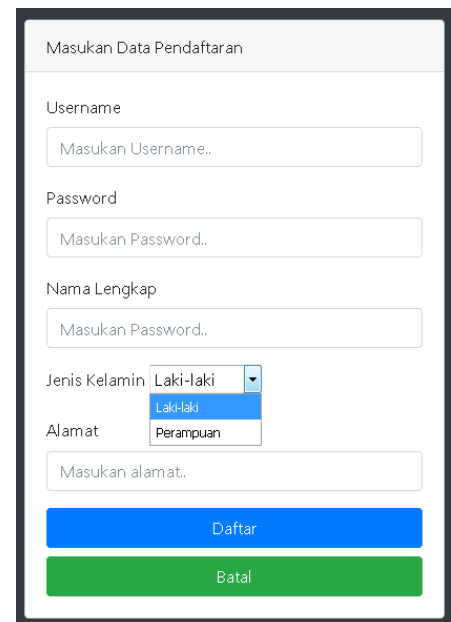 Masukan Data Pendaftaran
Username
Masukan Username..
Password
Masukan Password..
Nama Lengkap
Masukan Password..
Jenis Kelamin Laki-laki
Laki-laki
Perampuan
Alamat
Masukan alamat..
Daftar
Batal